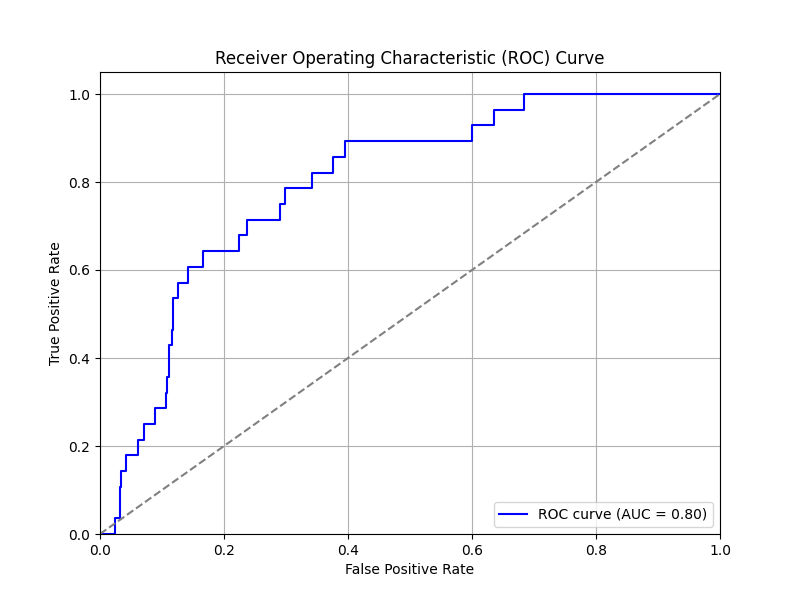 Receiver Operating Characteristic (ROC) Curve
True Positive Rate
1.0
0.8
0.6
0.4
0.2
0.0
ROC curve (AUC = 0.80)
0.0 0.2 0.4 0.6 0.8 1.0
False Positive Rate